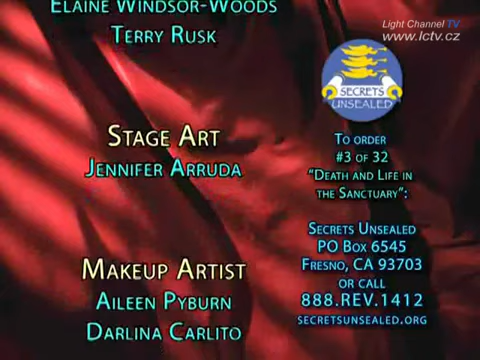 Elaine Windsor-Woods
Terry Rusk
Stage Art
Jennifer Arruda
Makeup Artist
Aileen Pyburn
Darlina Carlito
Light Channel TV
www.lctv.cz
SECRETS
UNSEALED
To order
#3 of 32
“Death and Life in
the Sanctuary”:
Secrets Unsealed
PO Box 6545
Fresno, CA 93703
or call
888.REV.1412
secretsunsealed.org